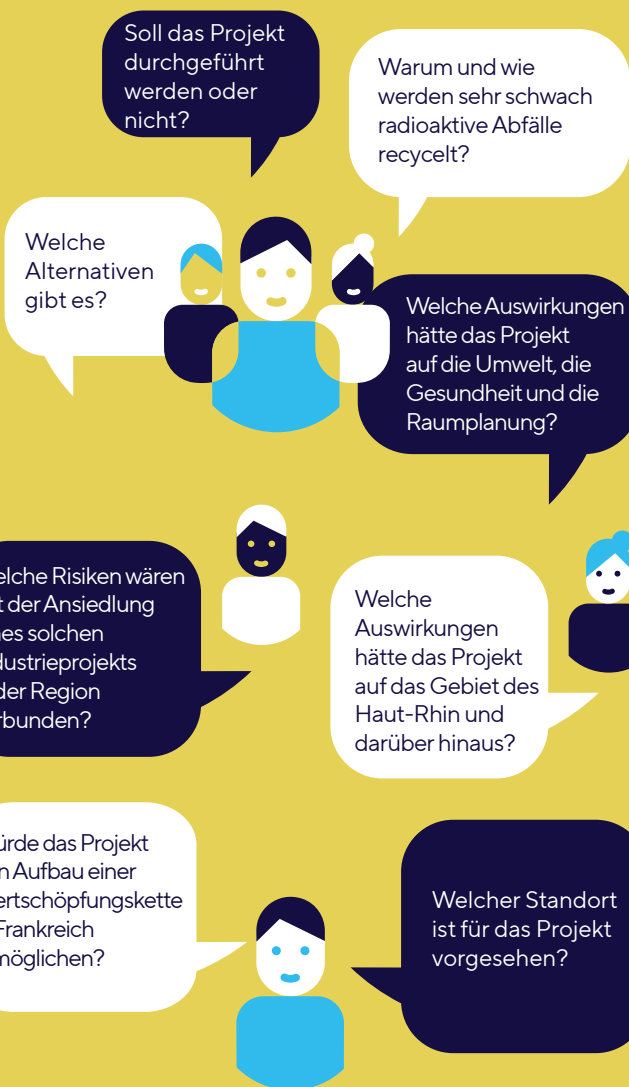 Soll das Projekt
durchgeführt
werden oder
nicht?
Warum und wie
werden sehr schwach
radioaktive Abfälle
recycelt?
Welche
Alternativen
gibt es?
Welche Auswirkungen
hätte das Projekt
auf die Umwelt, die
Gesundheit und die
Raumplanung?
Risiken wären
der Ansiedlung
solchen
der Region
Welche
Auswirkungen
hätte das Projekt
auf das Gebiet des
Haut-Rhin und
darüber hinaus?
das Projekt
Aufbau einer
Frankreich
Welcher Standort
ist für das Projekt
vorgesehen?